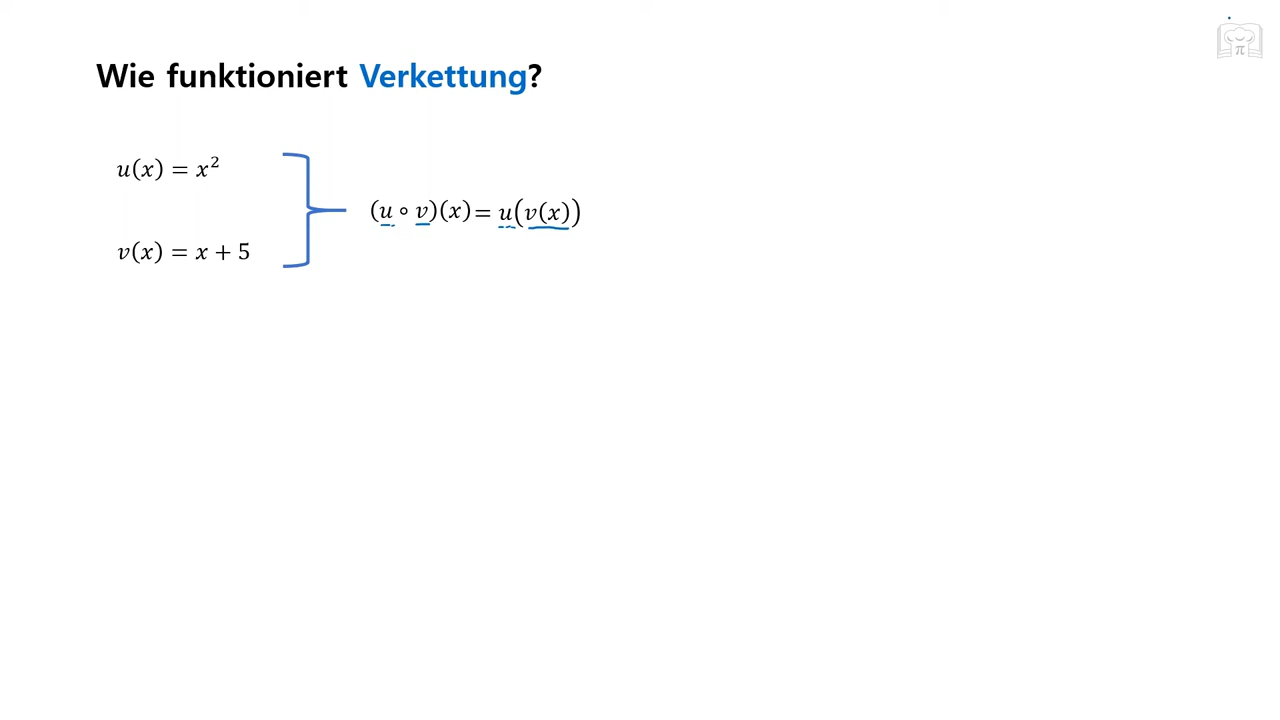 Wie funktioniert Verkettung?
u(x) = x²
(u ∘ v)(x) = u(v(x))
v(x) = x + 5
π